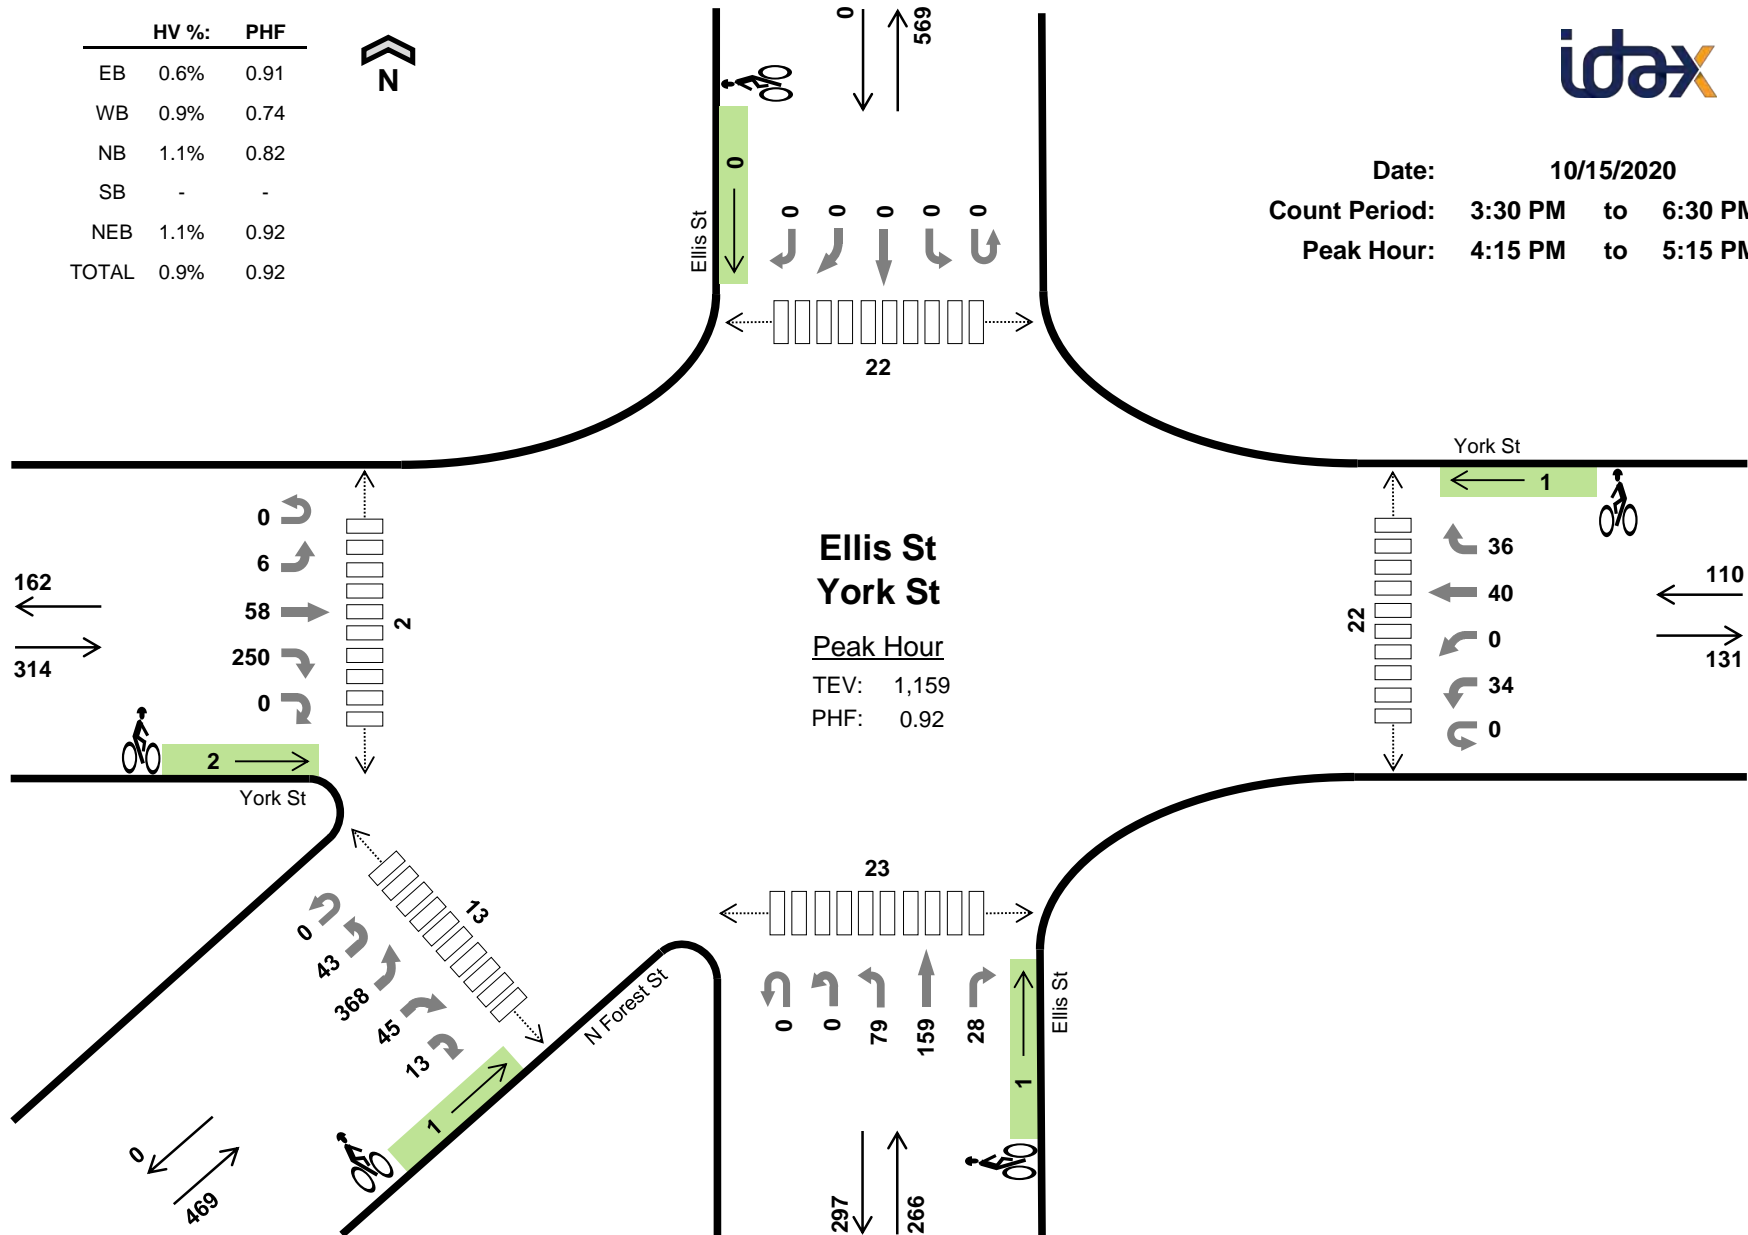 HV %: PHF
EB 0.6% 0.91
WB 0.9% 0.74
NB 1.1% 0.82
SB - -
NEB 1.1% 0.92
TOTAL 0.9% 0.92
N
idax
Date: 10/15/2020
Count Period: 3:30 PM to 6:30 PM
Peak Hour: 4:15 PM to 5:15 PM
0
569
0
Ellis St
0 0 0 0 0
22
York St
1
0
6
58
250
0
162
314
2
2
York St
Ellis St
York St
Peak Hour
TEV: 1,159
PHF: 0.92
22
36
40
0
34
0
110
131
13
0
43
368
45
13
N Forest St
1
0
469
23
0 0 79 159 28
Ellis St
1
297
266